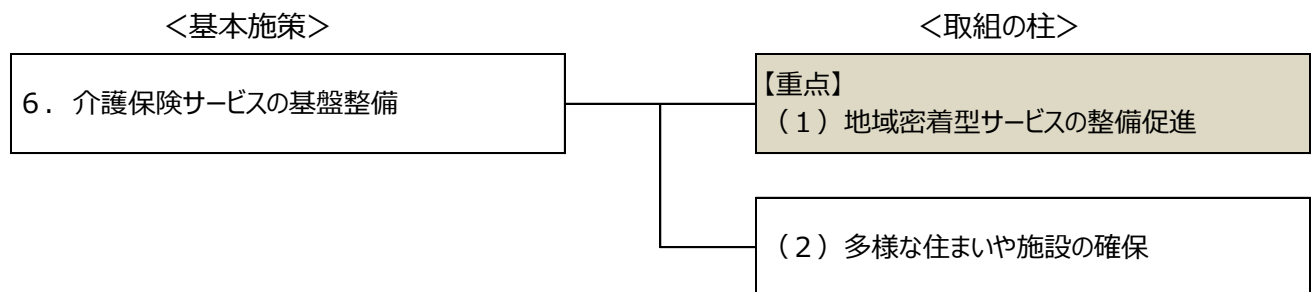 ＜基本施策＞
＜取組の柱＞
６．介護保険サービスの基盤整備
【重点】
（１）地域密着型サービスの整備促進
（２）多様な住まいや施設の確保